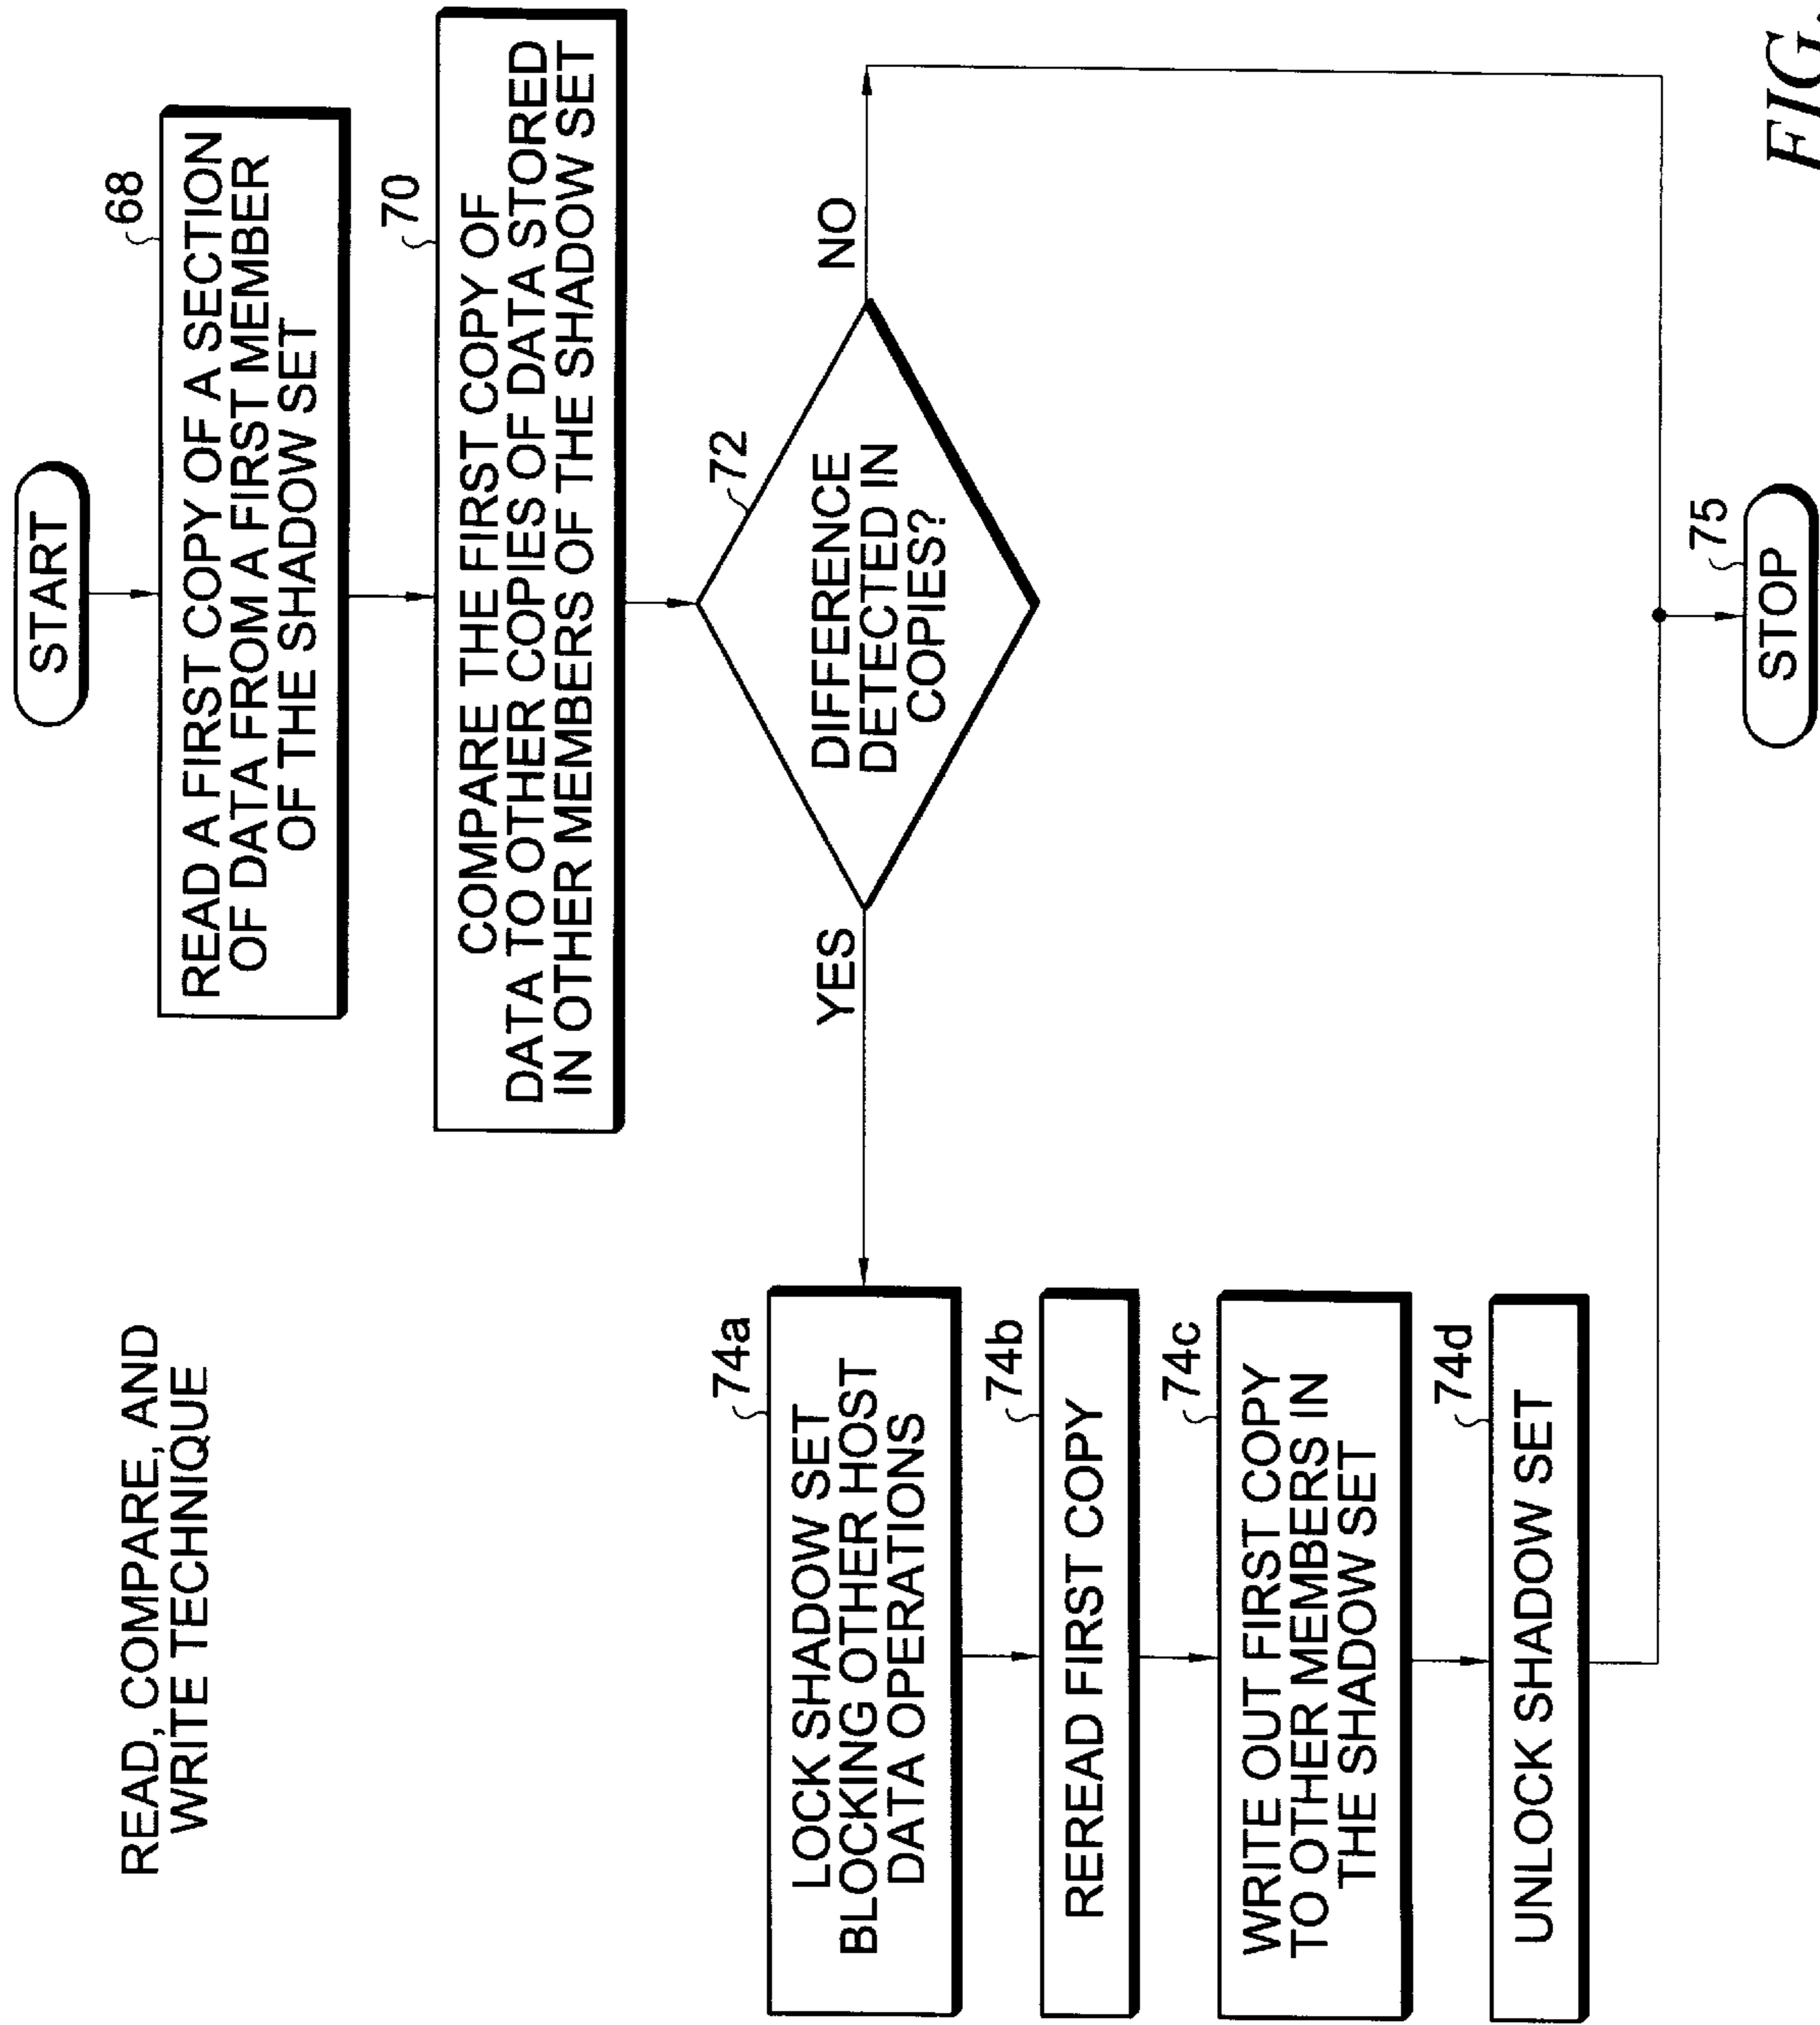 READ, COMPARE, AND
WRITE TECHNIQUE
START
68
READ A FIRST COPY OF A SECTION
OF DATA FROM A FIRST MEMBER
OF THE SHADOW SET
70
COMPARE THE FIRST COPY OF
DATA TO OTHER COPIES OF DATA STORED
IN OTHER MEMBERS OF THE SHADOW SET
72
DIFFERENCE
DETECTED IN
COPIES?
YES
NO
74a
LOCK SHADOW SET
BLOCKING OTHER HOST
DATA OPERATIONS
74b
REREAD FIRST COPY
74c
WRITE OUT FIRST COPY
TO OTHER MEMBERS IN
THE SHADOW SET
74d
UNLOCK SHADOW SET
75
STOP
FIG.